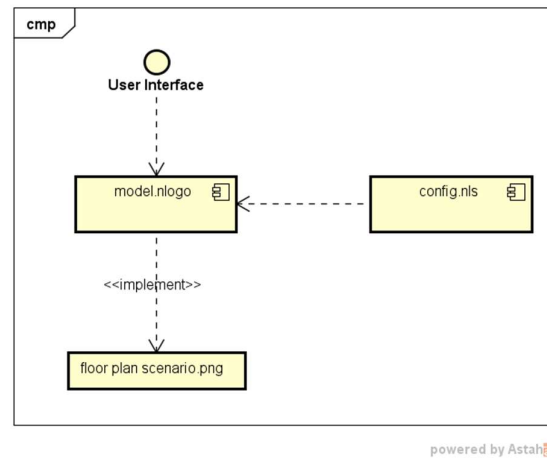 cmp
User Interface
model.nlogo
config.nls
<<implement>>
floor plan scenario.png
powered by Astah